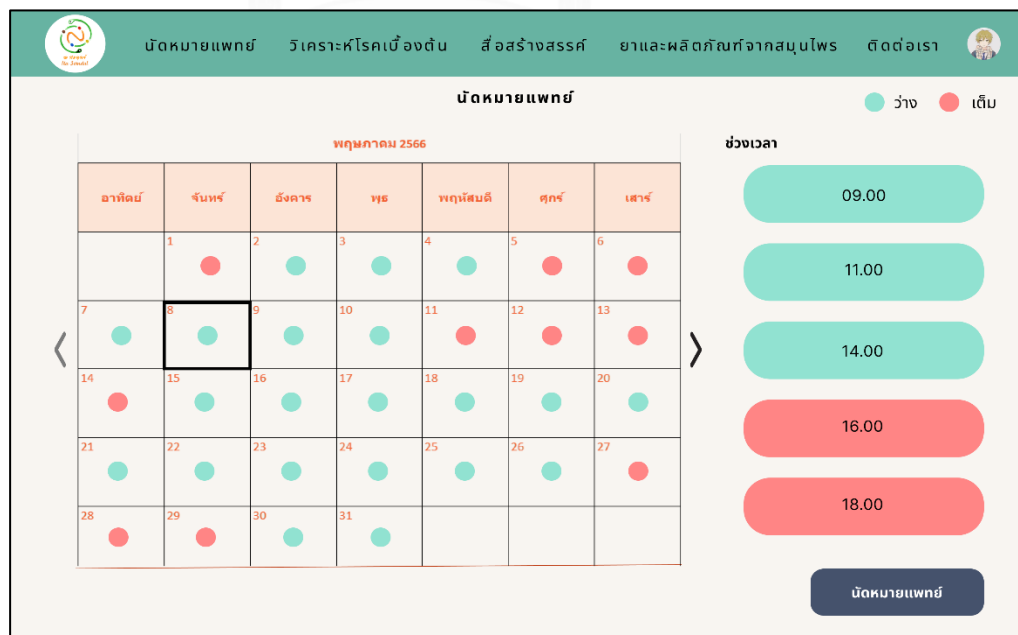 นัดหมายแพทย์ วิเคราะห์โรคเบื้องต้น สื่อสร้างสรรค์ ยาและผลิตภัณฑ์จากสมุนไพร ติดต่อเรา
นัดหมายแพทย์
ว่าง เต็ม
พฤษภาคม 2566
อาทิตย์ จันทร์ อังคาร พุธ พฤหัสบดี ศุกร์ เสาร์
1 2 3 4 5 6
7 8 9 10 11 12 13
14 15 16 17 18 19 20
21 22 23 24 25 26 27
28 29 30 31
ช่วงเวลา
09.00
11.00
14.00
16.00
18.00
นัดหมายแพทย์